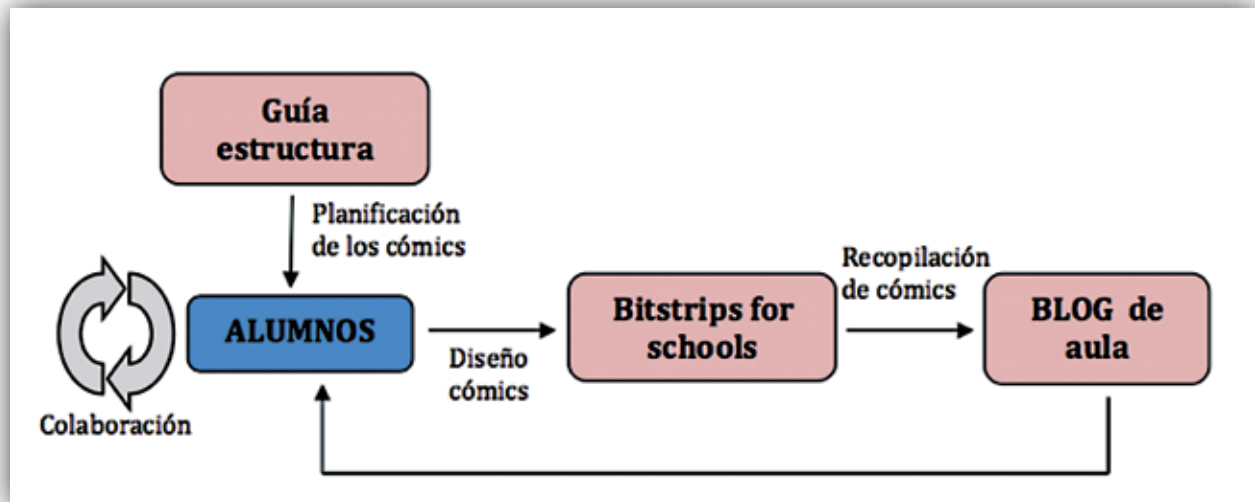 Guía
estructura
Planificación
de los cómics
ALUMNOS
Colaboración
Diseño
cómics
Bitstrips for
schools
Recopilación
de cómics
BLOG de
aula